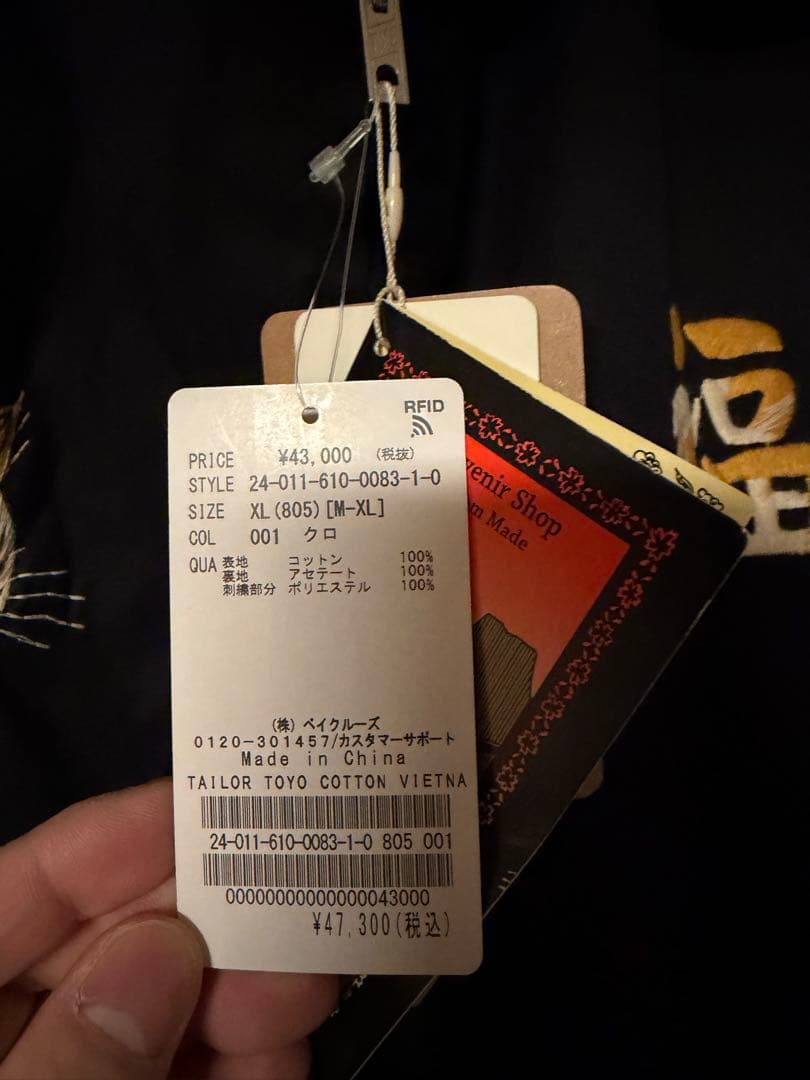 RFID
PRICE ¥43,000 (税抜)
STYLE 24-011-610-0083-1-0
SIZE XL(805)[M-XL]
COL 001 クロ
QUA 表地 コットン 100%
裏地 アセテート 100%
刺繍部分 ポリエステル 100%
(株)ベイクルーズ
0120-301457/カスタマーサポート
Made in China
TAILOR TOYO COTTON VIETNA
24-011-610-0083-1-0 805 001
00000000000000043000
¥47,300(税込)
Shop
Made